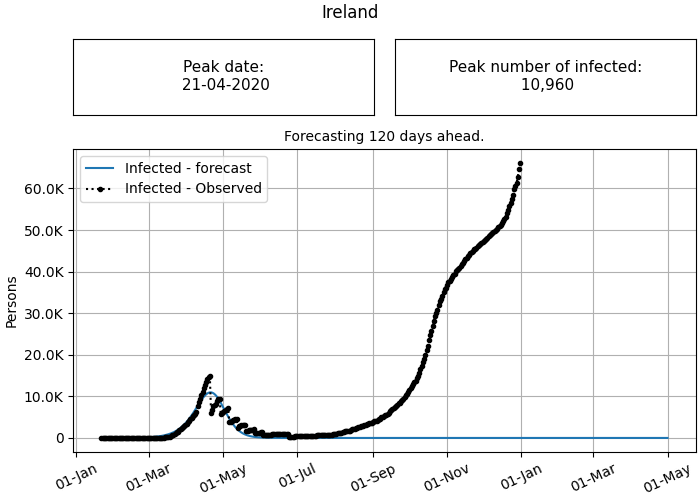 Ireland
Peak date:
21-04-2020
Peak number of infected:
10,960
Forecasting 120 days ahead.
Infected - forecast
Infected - Observed
60.0K
50.0K
40.0K
30.0K
20.0K
10.0K
0
Persons
01-Jan
01-Mar
01-May
01-Jul
01-Sep
01-Nov
01-Jan
01-Mar
01-May